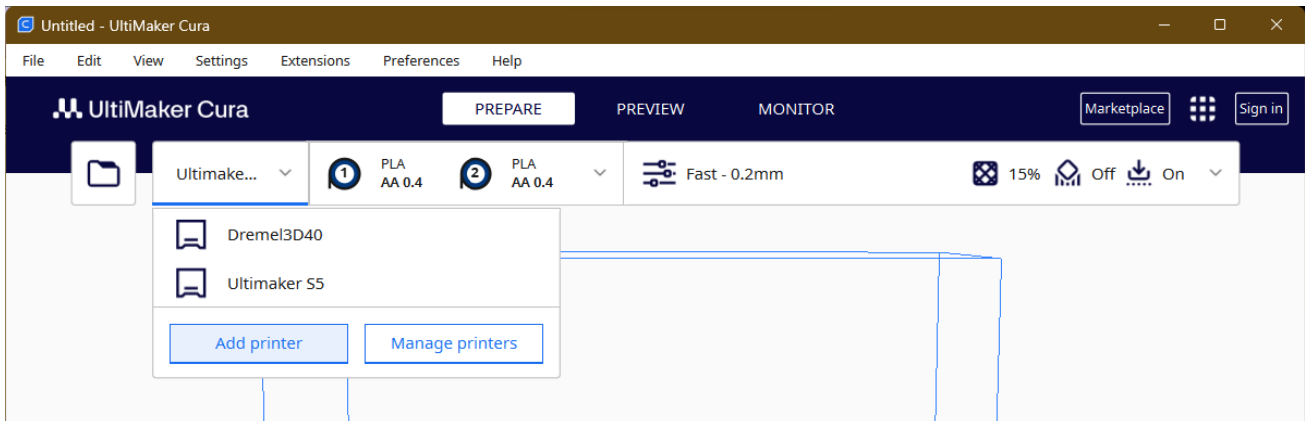 Untitled - UltiMaker Cura
File Edit View Settings Extensions Preferences Help
UltiMaker Cura PREPARE PREVIEW MONITOR Marketplace Sign in
Ultimake... 1 PLA AA 0.4 2 PLA AA 0.4 Fast - 0.2mm 15% Off On
Dremel3D40
Ultimaker S5
Add printer Manage printers